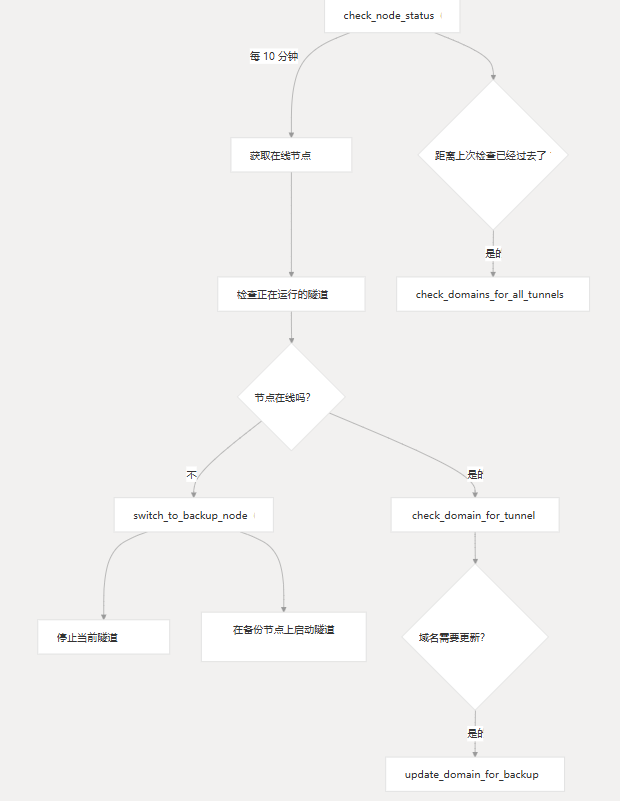 check_node_status
每 10 分钟
获取在线节点
距离上次检查已经过去了
是的
检查正在运行的隧道
check_domains_for_all_tunnels
节点在线吗?
不
是的
switch_to_backup_node
check_domain_for_tunnel
停止当前隧道
在备份节点上启动隧道
域名需要更新?
是的
update_domain_for_backup